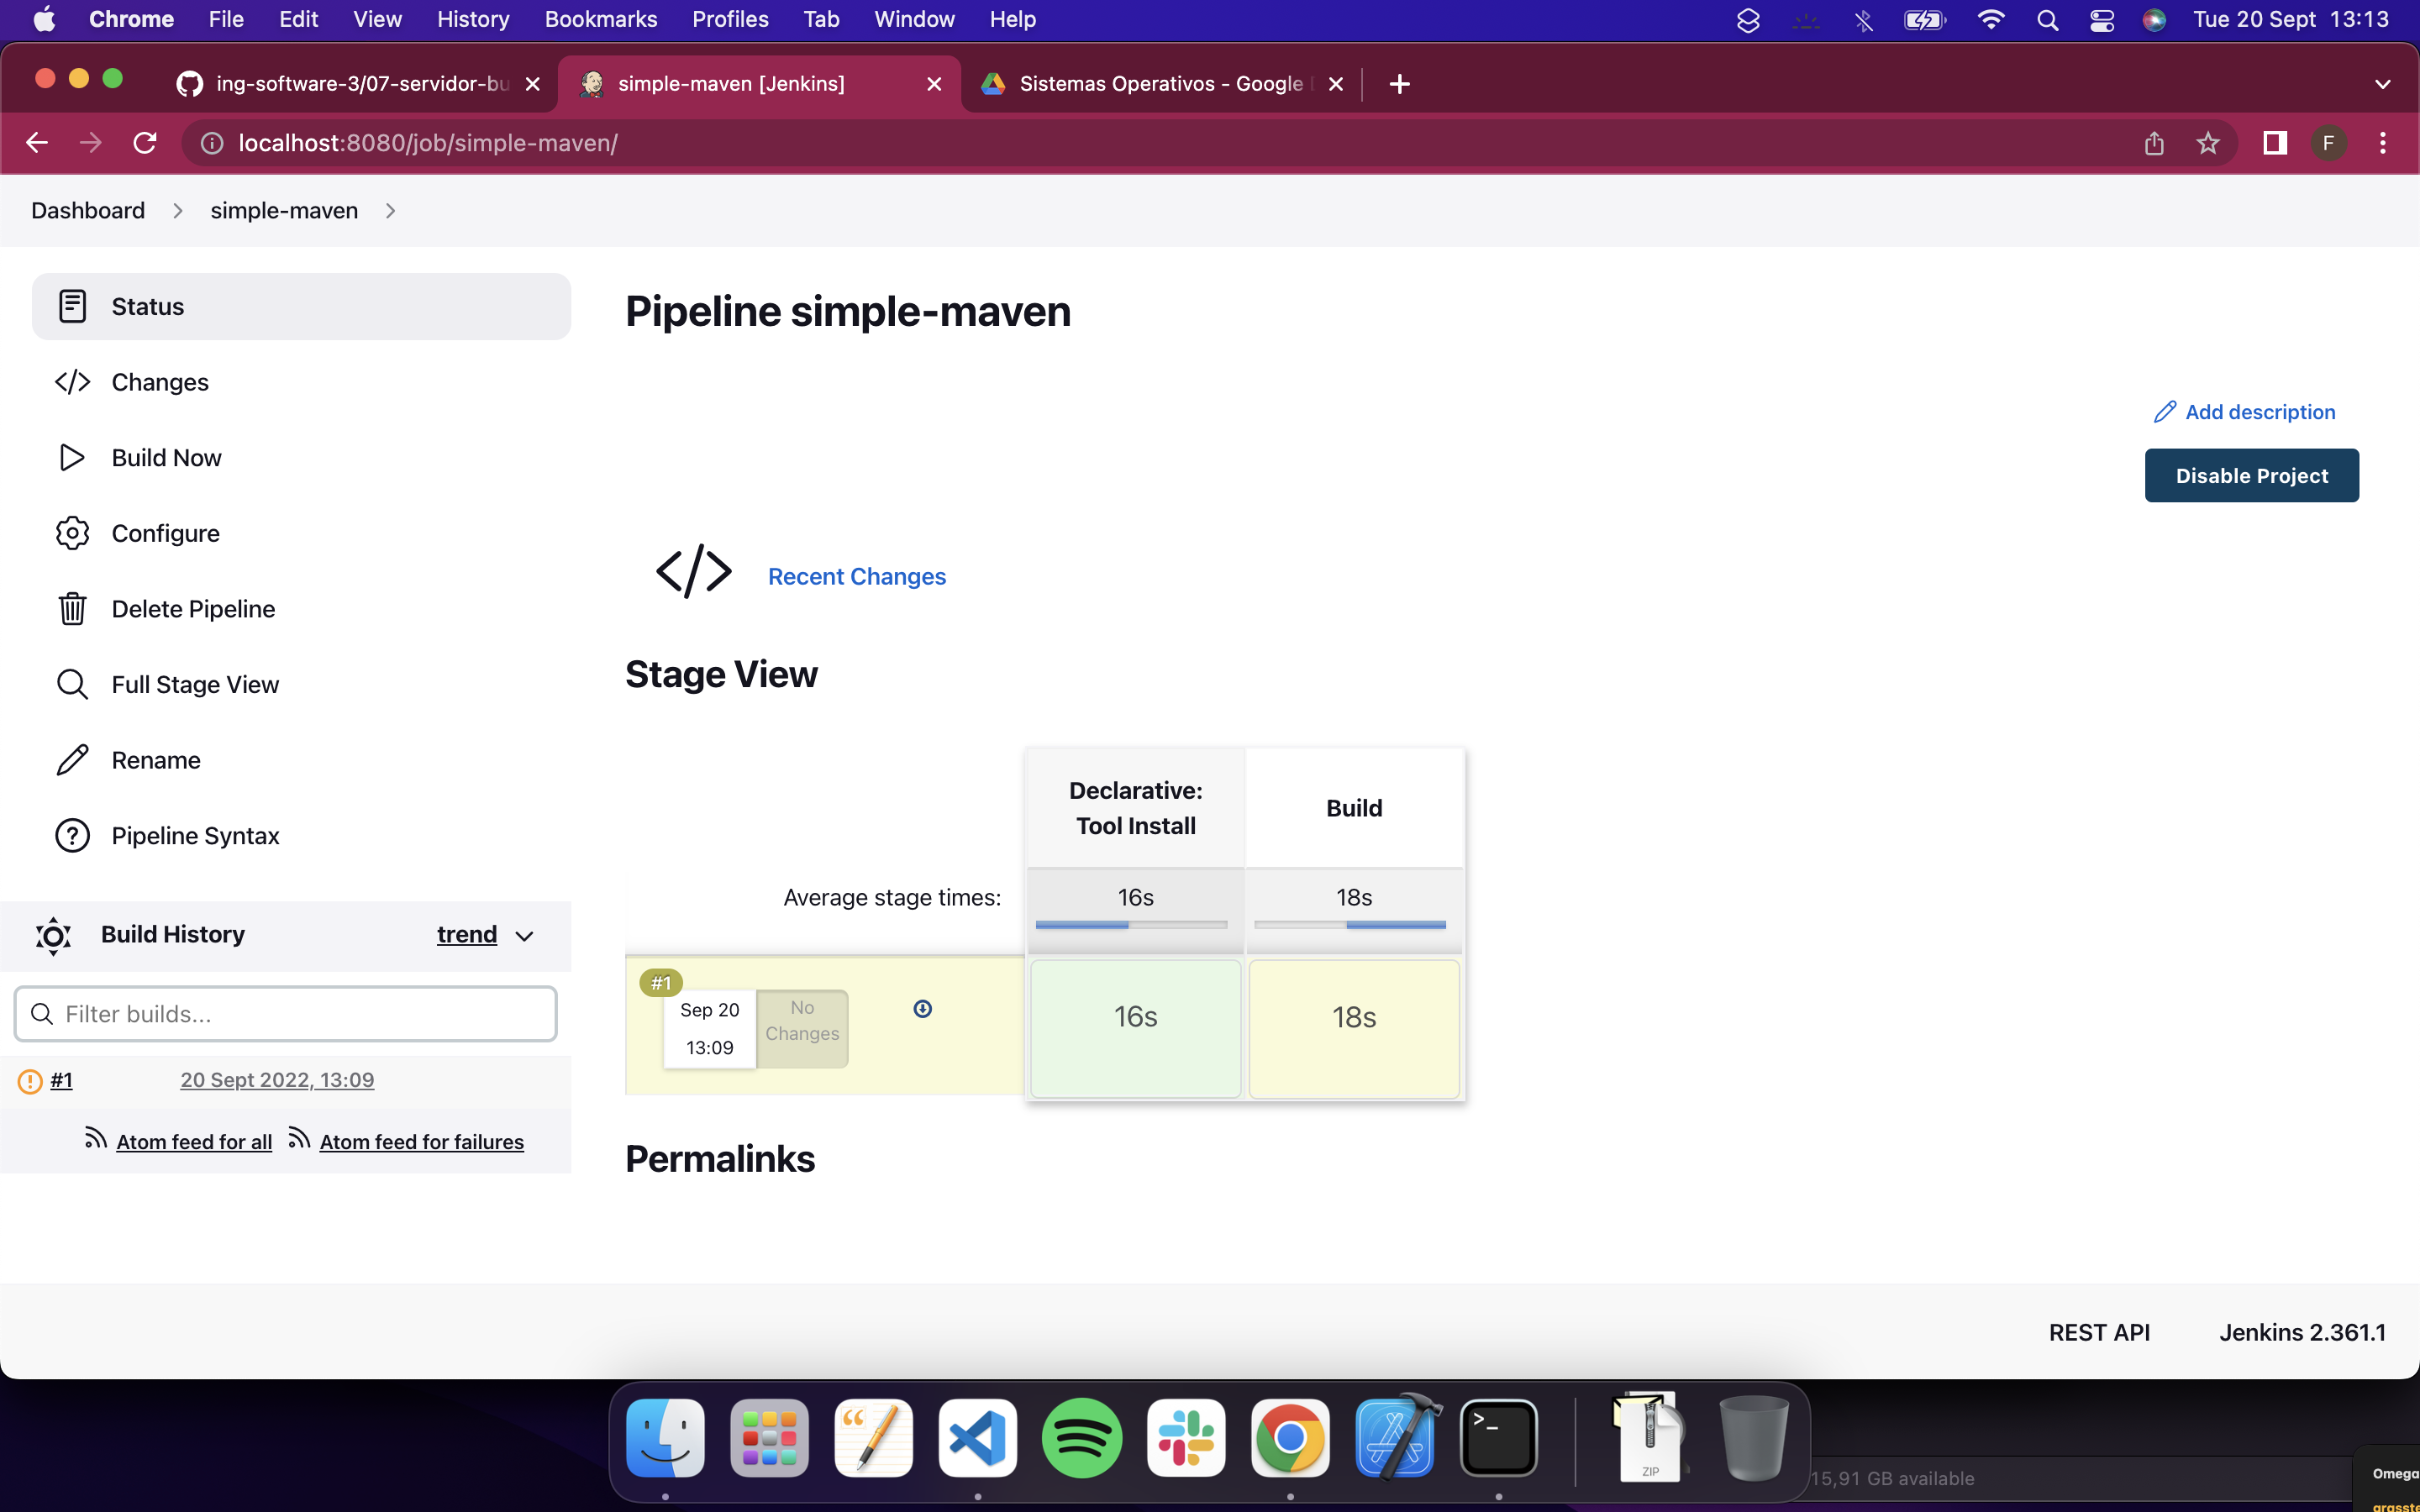 Chrome File Edit View History Bookmarks Profiles Tab Window Help Tue 20 Sept 13:13
ing-software-3/07-servidor-bu simple-maven [Jenkins] Sistemas Operativos - Google
localhost:8080/job/simple-maven/ F
Dashboard simple-maven
Status
Changes
Build Now
Configure
Delete Pipeline
Full Stage View
Rename
Pipeline Syntax
Build History trend
Filter builds...
#1 20 Sept 2022, 13:09
Atom feed for all Atom feed for failures
Pipeline simple-maven
Add description
Disable Project
Recent Changes
Stage View
Declarative:
Tool Install
Build
Average stage times: 16s 18s
#1
Sep 20
13:09
No
Changes
16s 18s
Permalinks
REST API Jenkins 2.361.1
ZIP
15,91 GB available
Omega